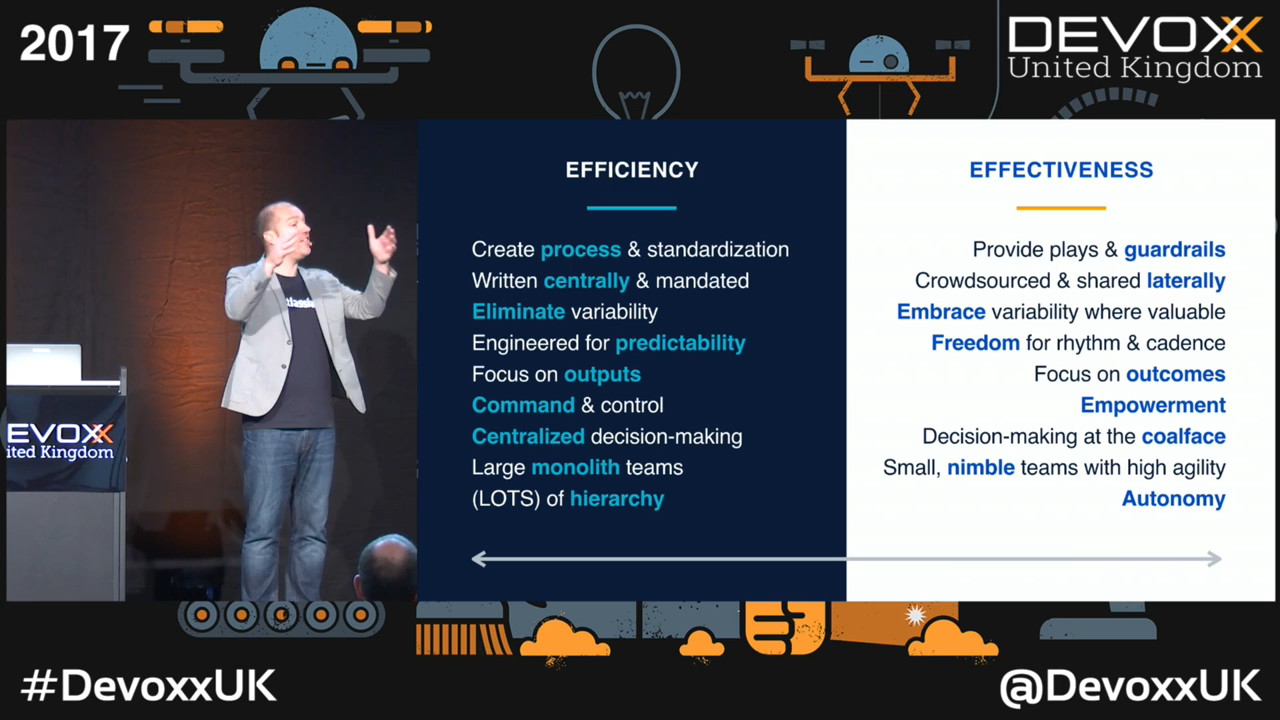 2017
DEVOXX
United Kingdom
EFFICIENCY
Create process & standardization
Written centrally & mandated
Eliminate variability
Engineered for predictability
Focus on outputs
Command & control
Centralized decision-making
Large monolith teams
(LOTS) of hierarchy
EFFECTIVENESS
Provide plays & guardrails
Crowdsourced & shared laterally
Embrace variability where valuable
Freedom for rhythm & cadence
Focus on outcomes
Empowerment
Decision-making at the coalface
Small, nimble teams with high agility
Autonomy
EVOXX
ited Kingdom
#DevoxxUK
@DevoxxUK